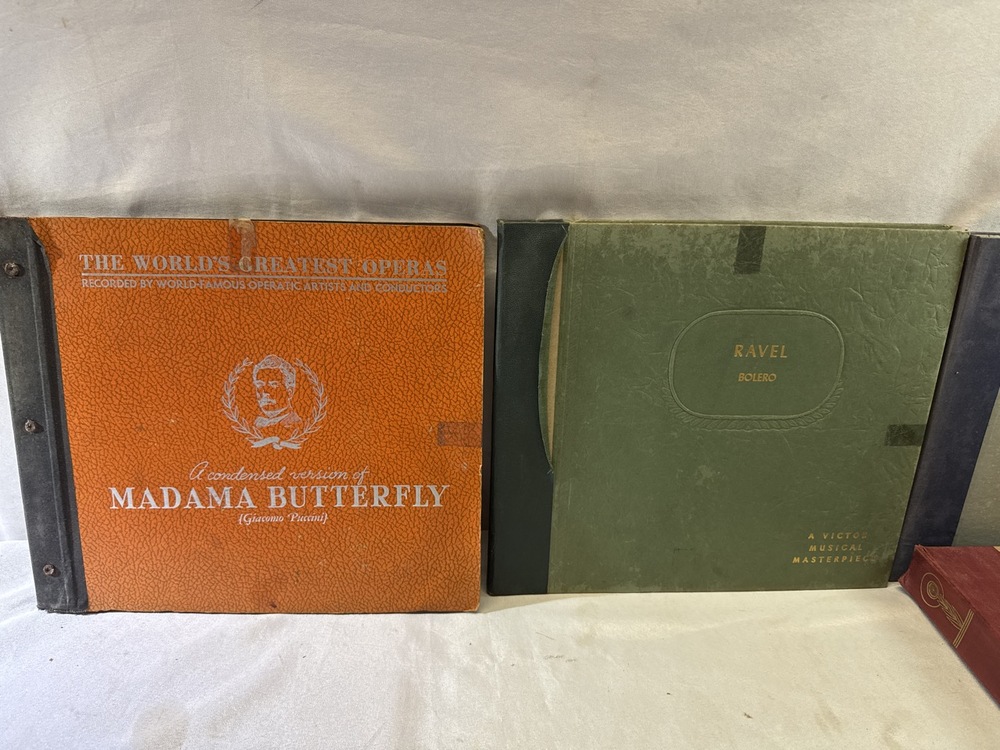 THE WORLD'S GREATEST OPERAS
RECORDED BY WORLD-FAMOUS OPERATIC ARTISTS AND CONDUCTORS
A condensed version of
MADAMA BUTTERFLY
{Giacomo Puccini}
RAVEL
BOLERO
A VICTOR
MUSICAL
MASTERPIECE